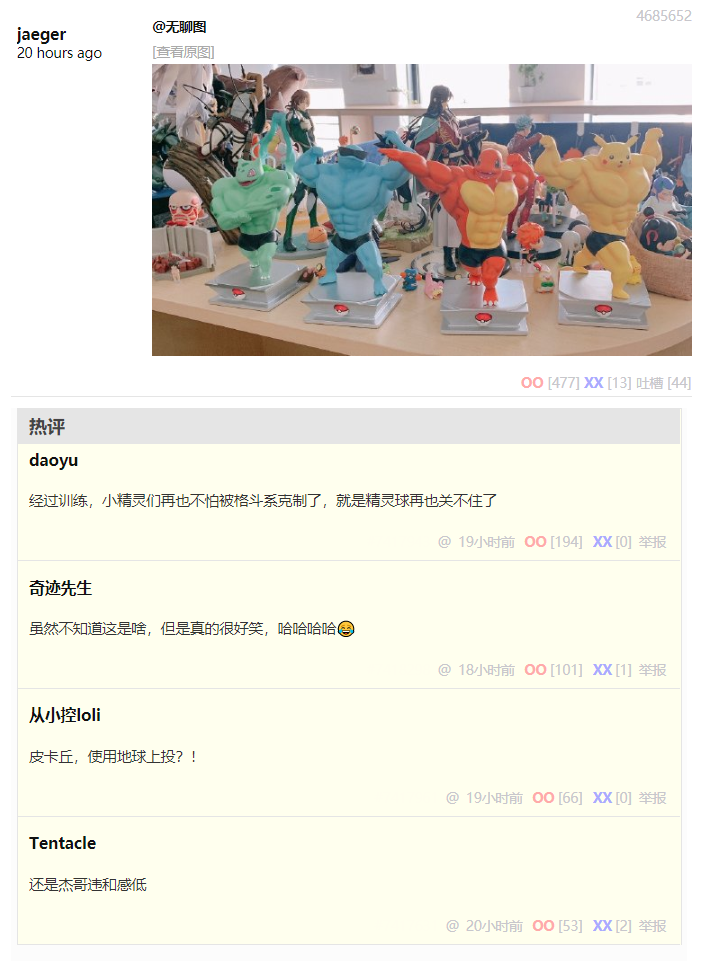 4685652
jaeger
20 hours ago
@无聊图
[查看原图]
OO [477] XX [13] 吐槽 [44]
热评
daoyu
经过训练，小精灵们再也不怕被格斗系克制了，就是精灵球再也关不住了
@ 19小时前 OO [194] XX [0] 举报
奇迹先生
虽然不知道这是啥，但是真的很好笑，哈哈哈哈😂
@ 18小时前 OO [101] XX [1] 举报
从小控loli
皮卡丘，使用地球上投？！
@ 19小时前 OO [66] XX [0] 举报
Tentacle
还是杰哥违和感低
@ 20小时前 OO [53] XX [2] 举报